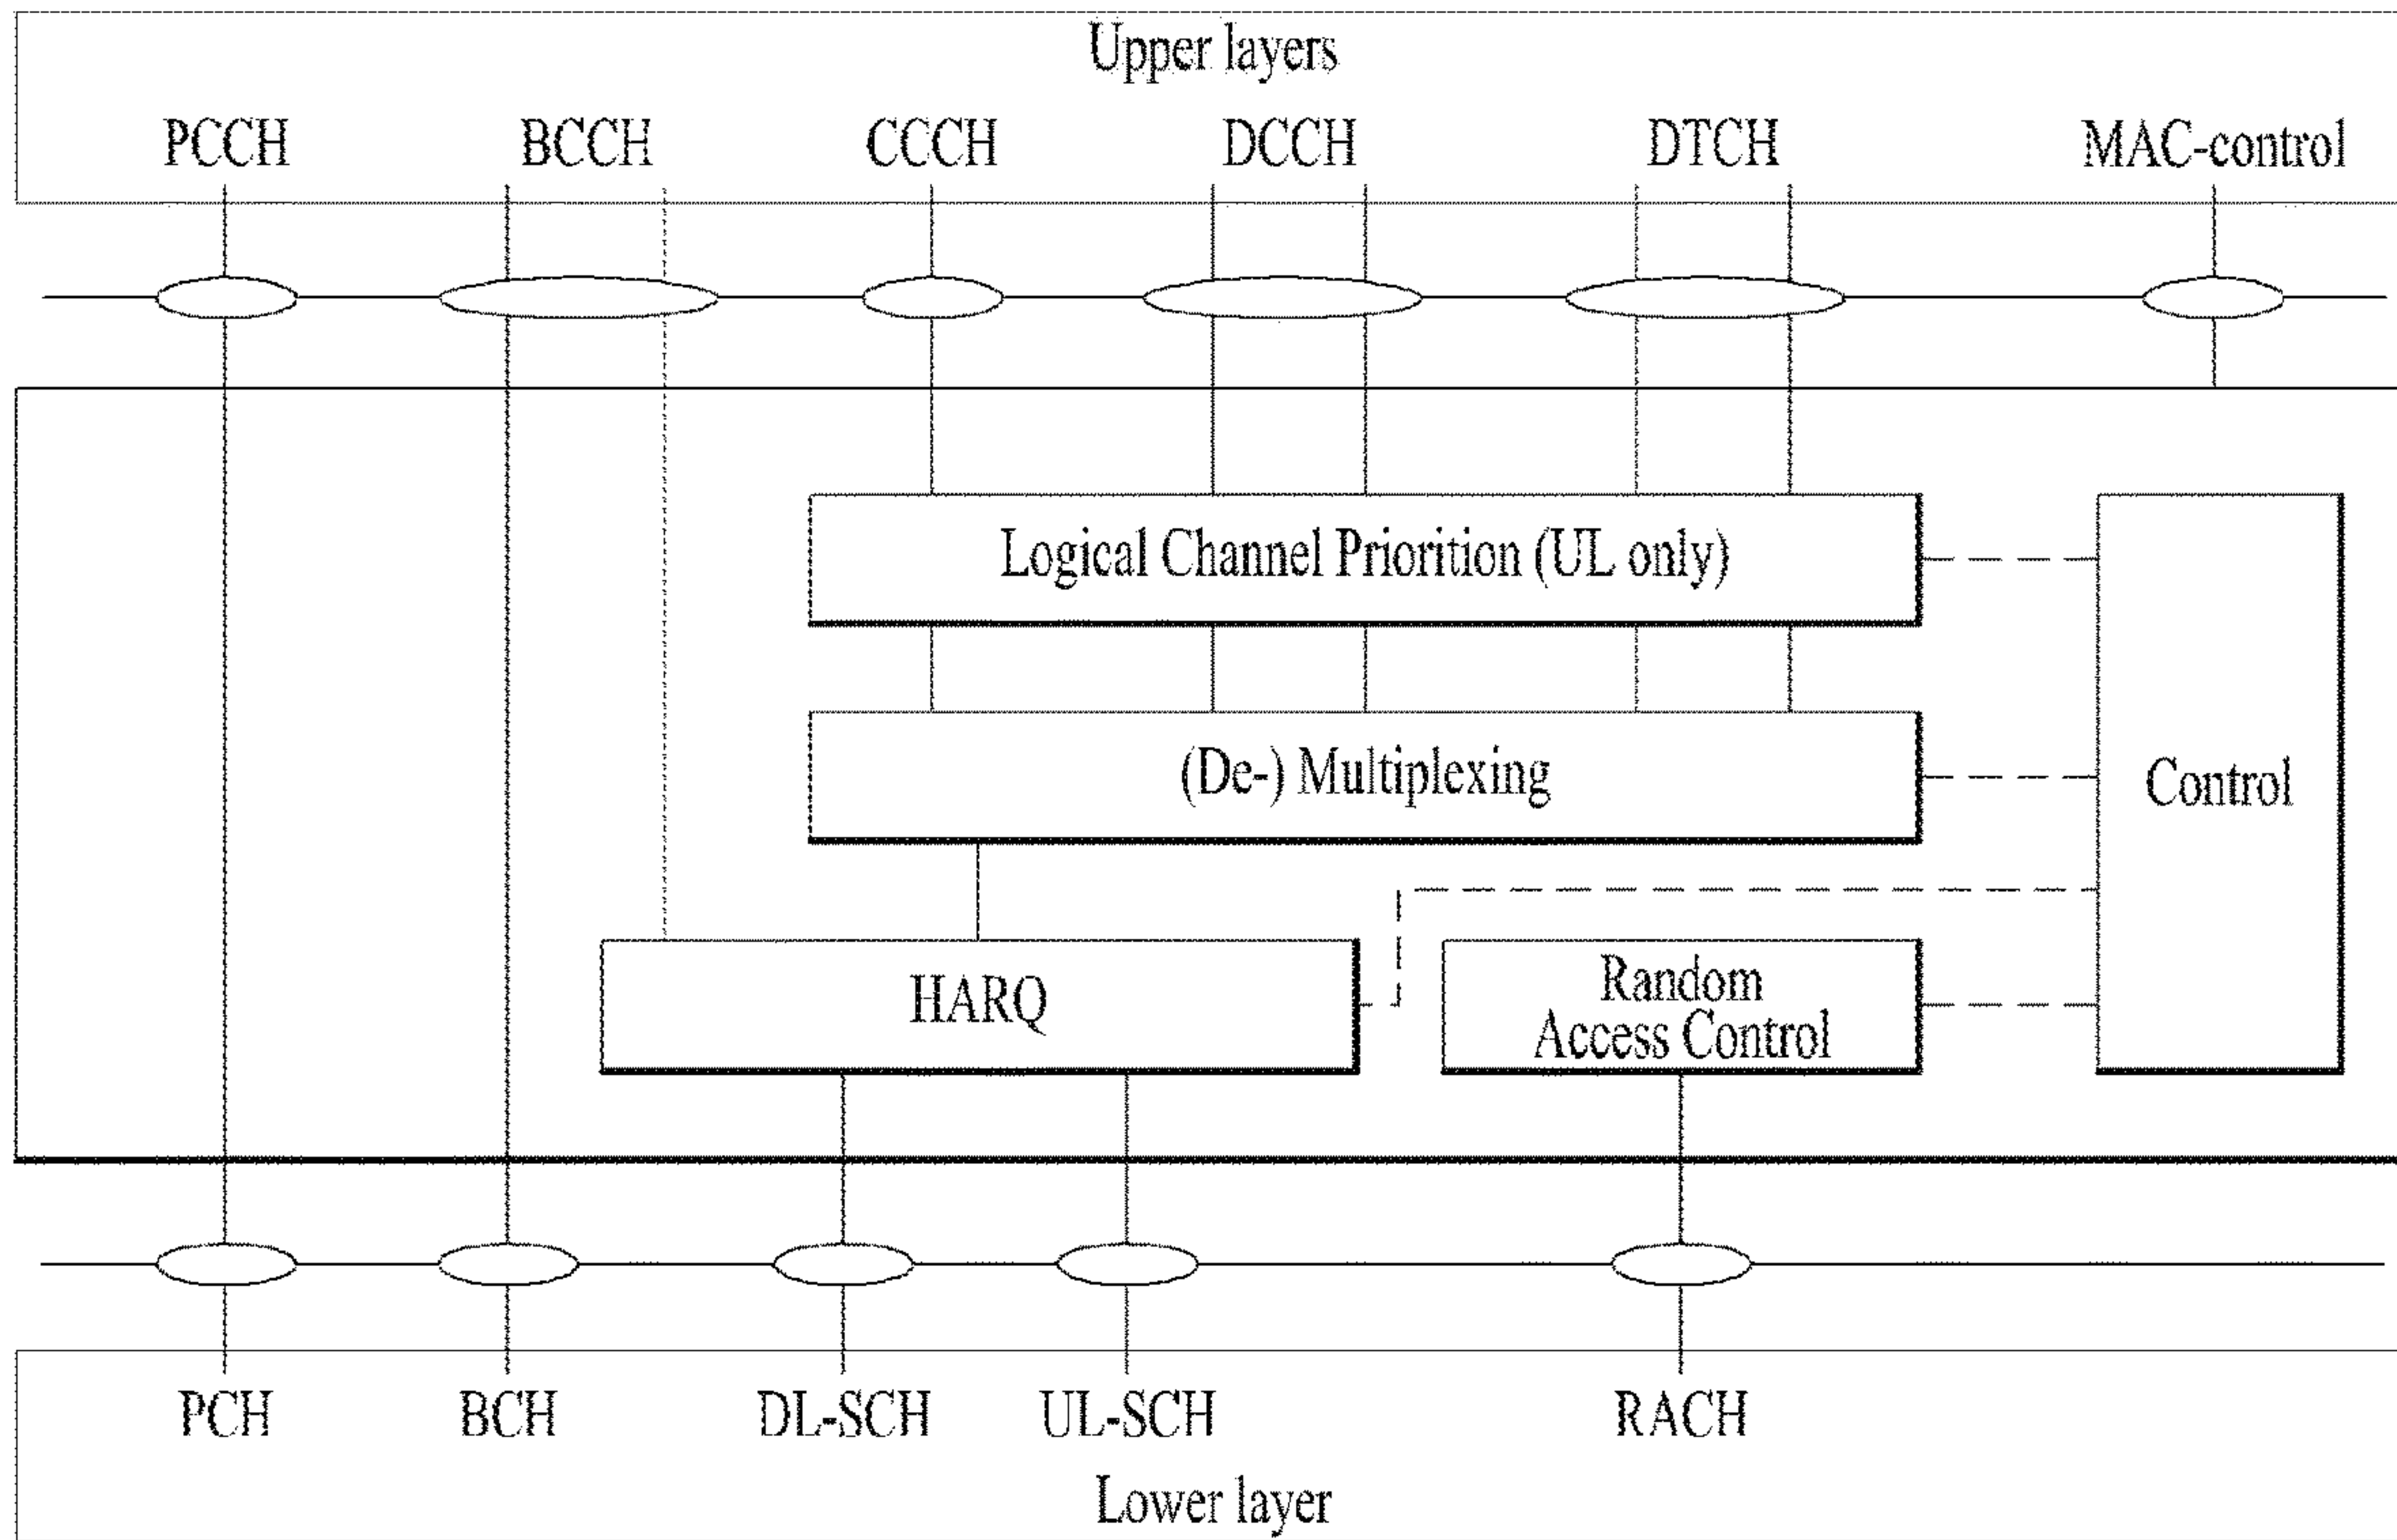 Upper layers
PCCH
BCCH
CCCH
DCCH
DTCH
MAC-control
Logical Channel Priorition (UL only)
(De-) Multiplexing
Control
HARQ
Random
Access Control
PCH
BCH
DL-SCH
UL-SCH
RACH
Lower layer